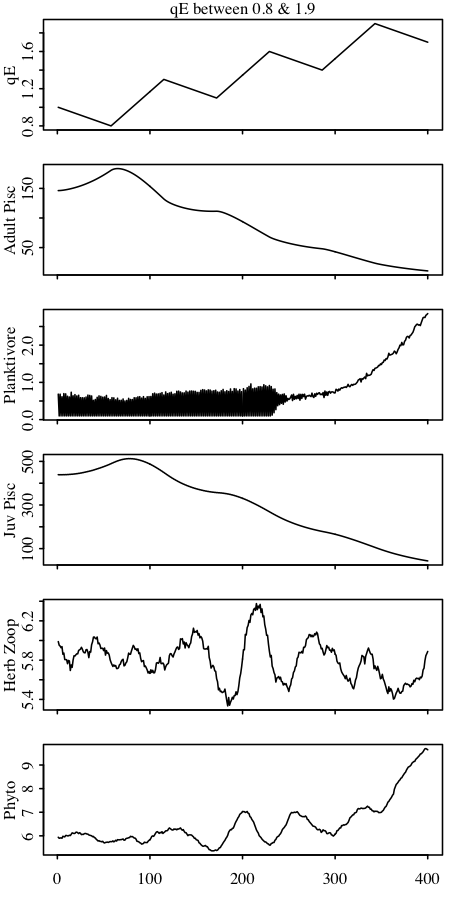 qE between 0.8 & 1.9
qE
0.8 1.2 1.6
Adult Pisc
50 150
Planktivore
0.0 1.0 2.0
Juv Pisc
100 300 500
Herb Zoop
5.4 5.8 6.2
Phyto
6 7 8 9
0 100 200 300 400